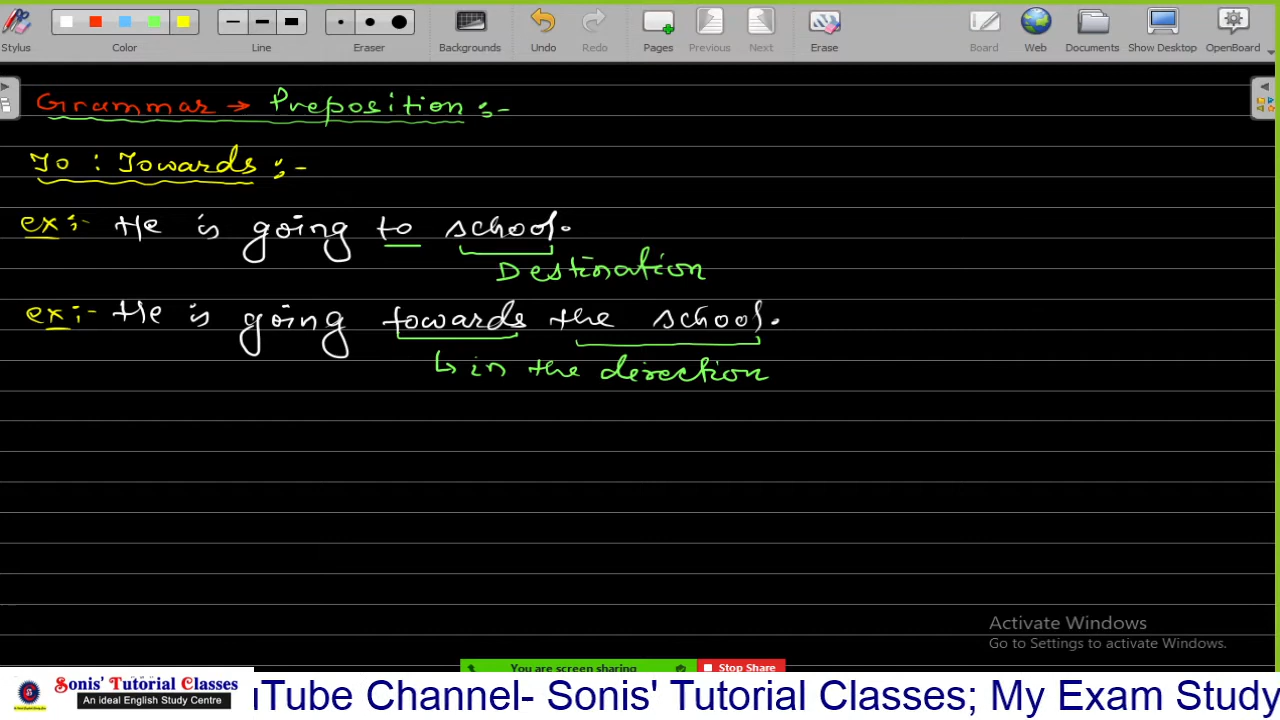 Stylus Color Line Eraser Backgrounds Undo Redo Pages Previous Next Erase Board Web Documents Show Desktop OpenBoard
Grammar → Preposition :-
To : Towards :-
ex :- He is going to school.
Destination
ex :- He is going towards the school.
↳ in the direction
Activate Windows
Go to Settings to activate Windows.
You are screen sharing Stop Share
Sonis' Tutorial Classes
An ideal English Study Centre
uTube Channel- Sonis' Tutorial Classes; My Exam Study